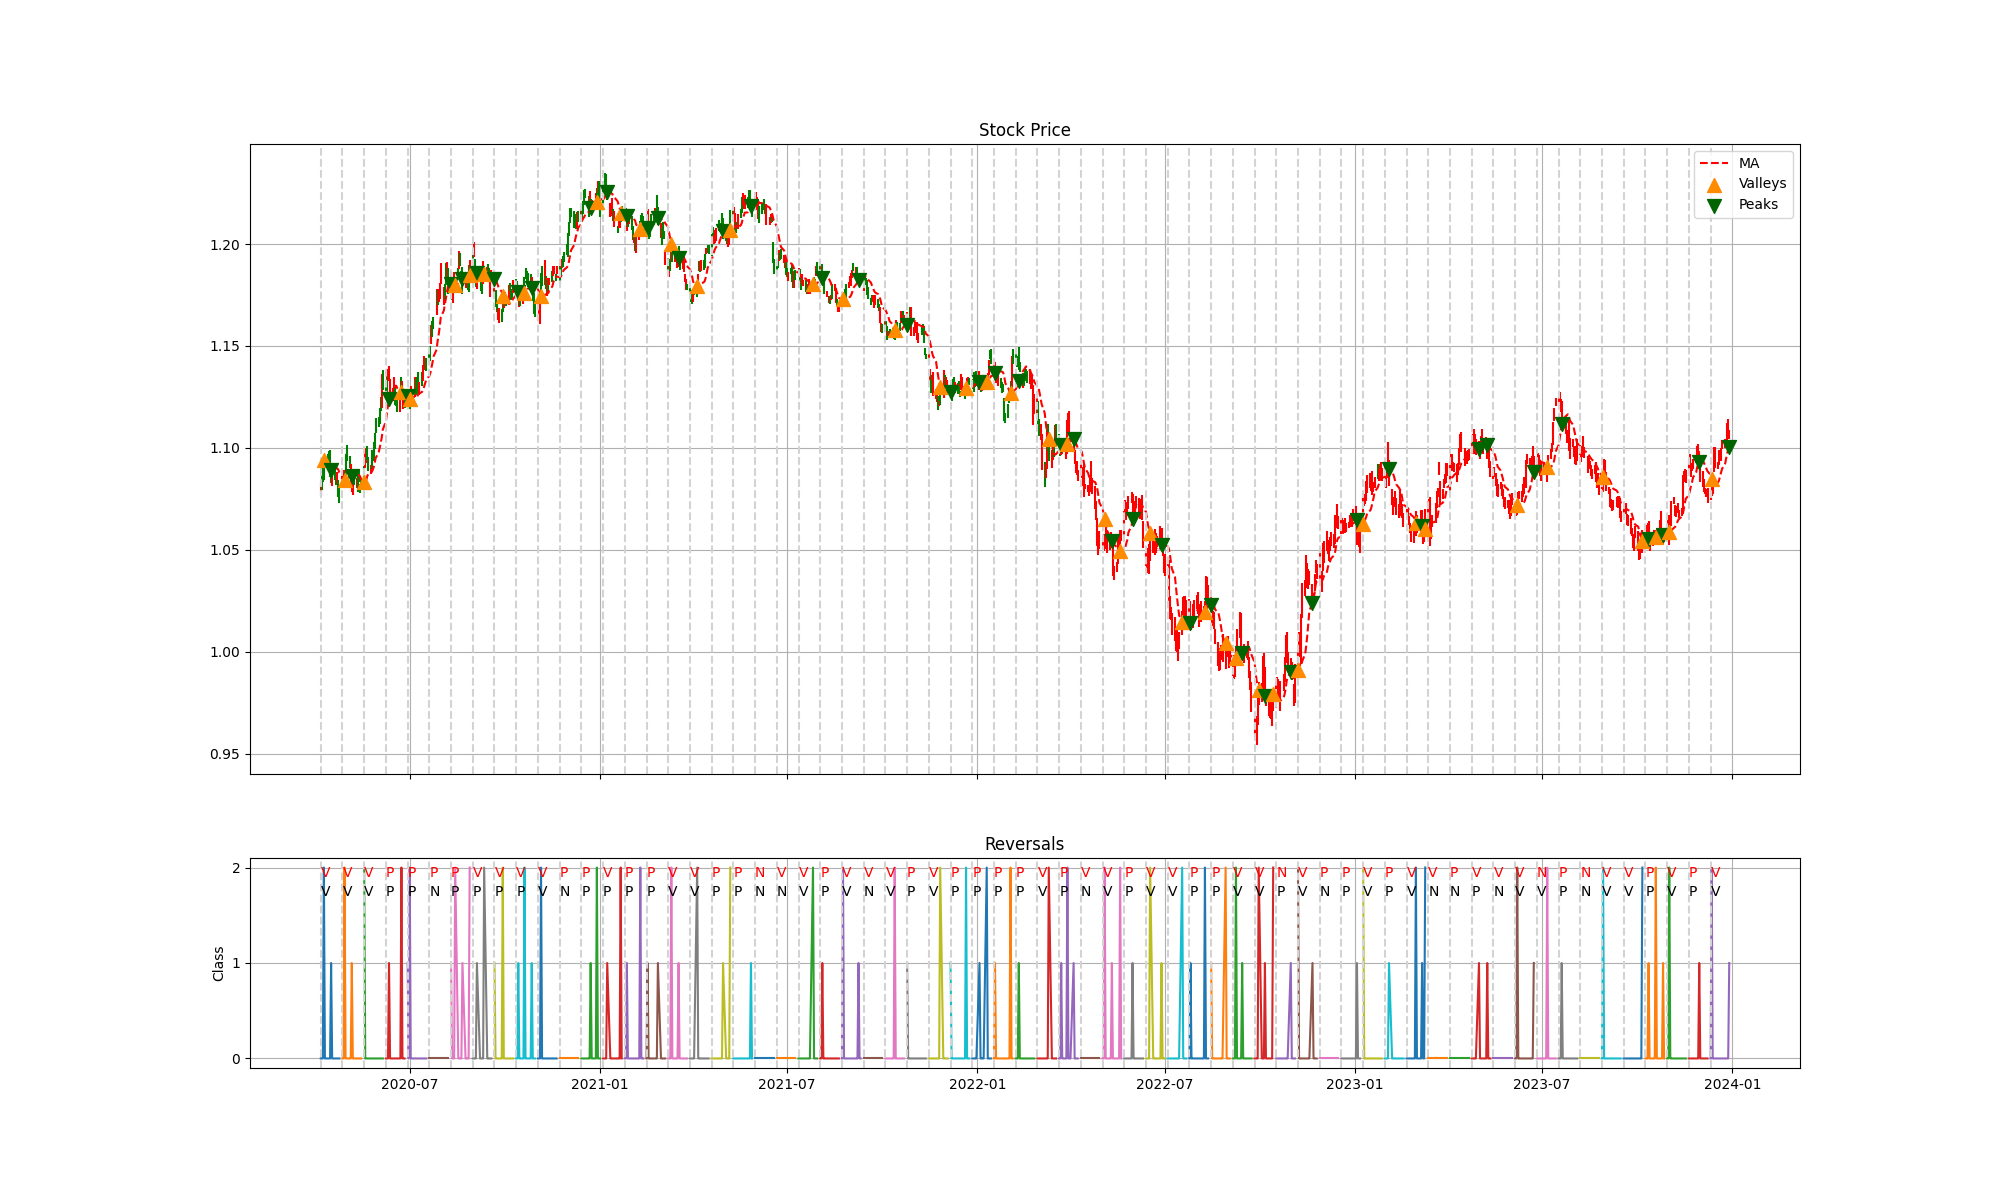 Stock Price
MA
Valleys
Peaks
1.20
1.15
1.10
1.05
1.00
0.95
Reversals
V V V P P P P V V V V P P V P P V V P P N V V P V V V P V P P P P V P V V P V V P P V V N V P P V P V V P V V V N P N V V P V P V
V V V P P N P P P P V N P P P P V V P P N N V P V N V P V P P P P V P N V P V V P P V V P V N P V P V N N P N V V P N V V P V P V
2
1
0
Class
2020-07 2021-01 2021-07 2022-01 2022-07 2023-01 2023-07 2024-01